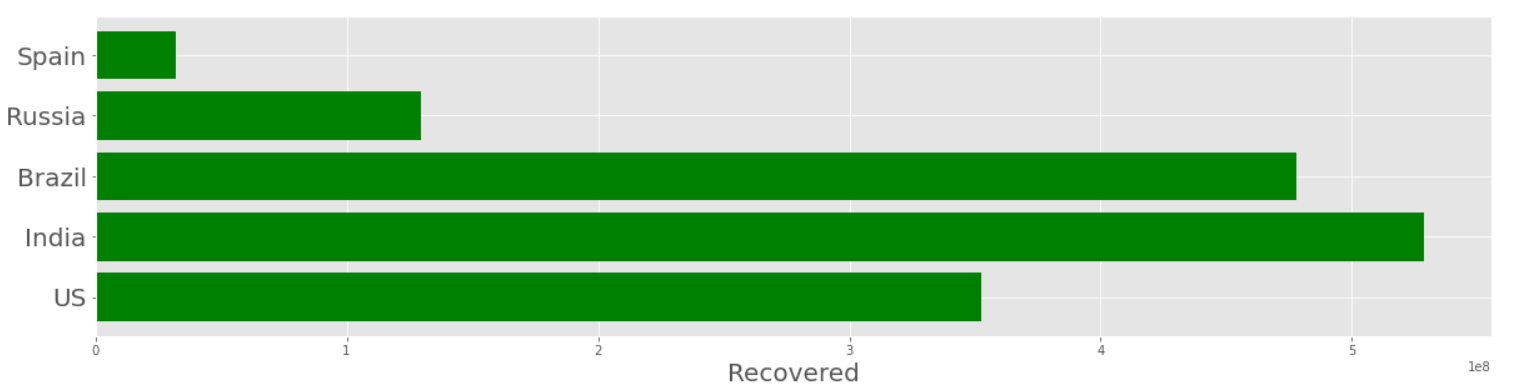 Spain
Russia
Brazil
India
US
0 1 2 3 4 5
1e8
Recovered